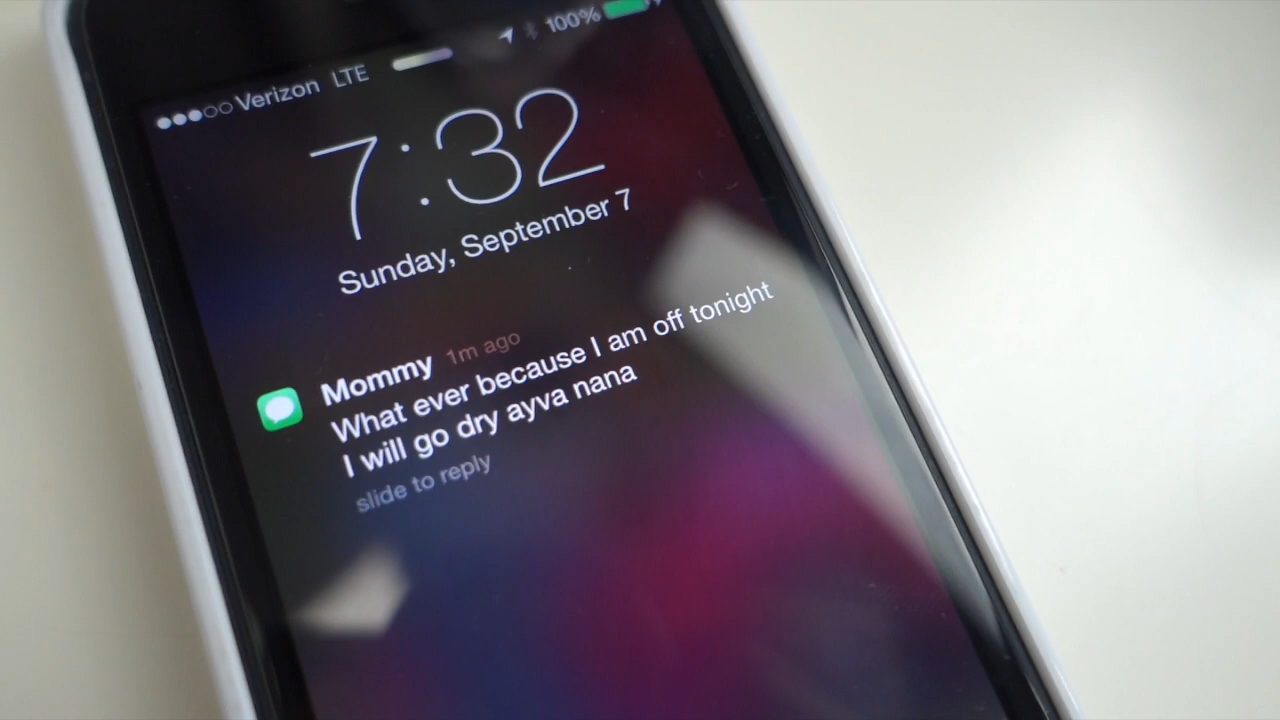 Verizon LTE 100%
7:32
Sunday, September 7
Mommy 1m ago
What ever because I am off tonight
I will go dry ayva nana
slide to reply